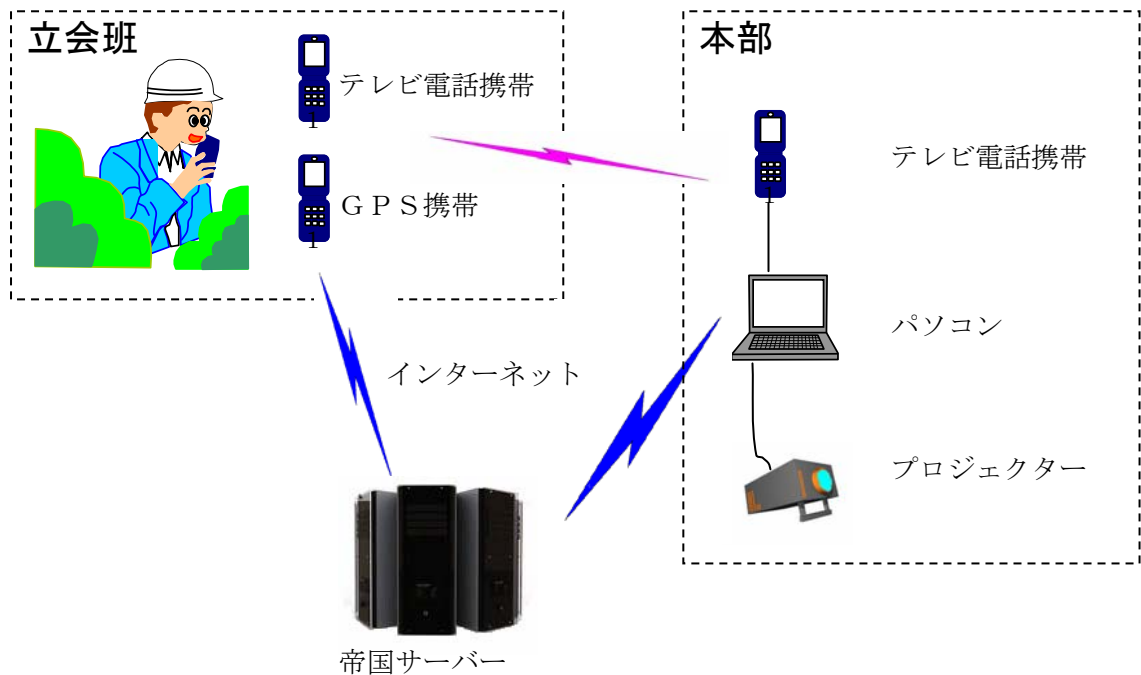 立会班
テレビ電話携帯
ＧＰＳ携帯
本部
テレビ電話携帯
パソコン
プロジェクター
インターネット
帝国サーバー